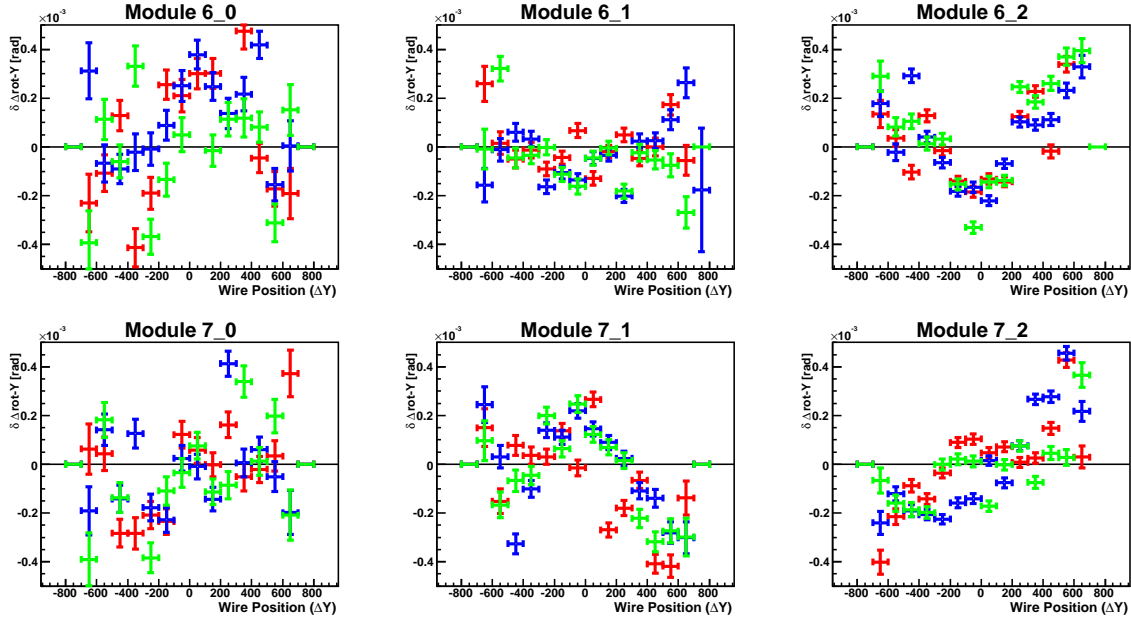 Module 6_0
Module 6_1
Module 6_2
×10⁻³
×10⁻³
×10⁻³
δ Δrot-Y [rad]
δ Δrot-Y [rad]
δ Δrot-Y [rad]
0.4
0.2
0
-0.2
-0.4
0.4
0.2
0
-0.2
-0.4
0.4
0.2
0
-0.2
-0.4
-800 -600 -400 -200 0 200 400 600 800
-800 -600 -400 -200 0 200 400 600 800
-800 -600 -400 -200 0 200 400 600 800
Wire Position (ΔY)
Wire Position (ΔY)
Wire Position (ΔY)
Module 7_0
Module 7_1
Module 7_2
×10⁻³
×10⁻³
×10⁻³
δ Δrot-Y [rad]
δ Δrot-Y [rad]
δ Δrot-Y [rad]
0.4
0.2
0
-0.2
-0.4
0.4
0.2
0
-0.2
-0.4
0.4
0.2
0
-0.2
-0.4
-800 -600 -400 -200 0 200 400 600 800
-800 -600 -400 -200 0 200 400 600 800
-800 -600 -400 -200 0 200 400 600 800
Wire Position (ΔY)
Wire Position (ΔY)
Wire Position (ΔY)